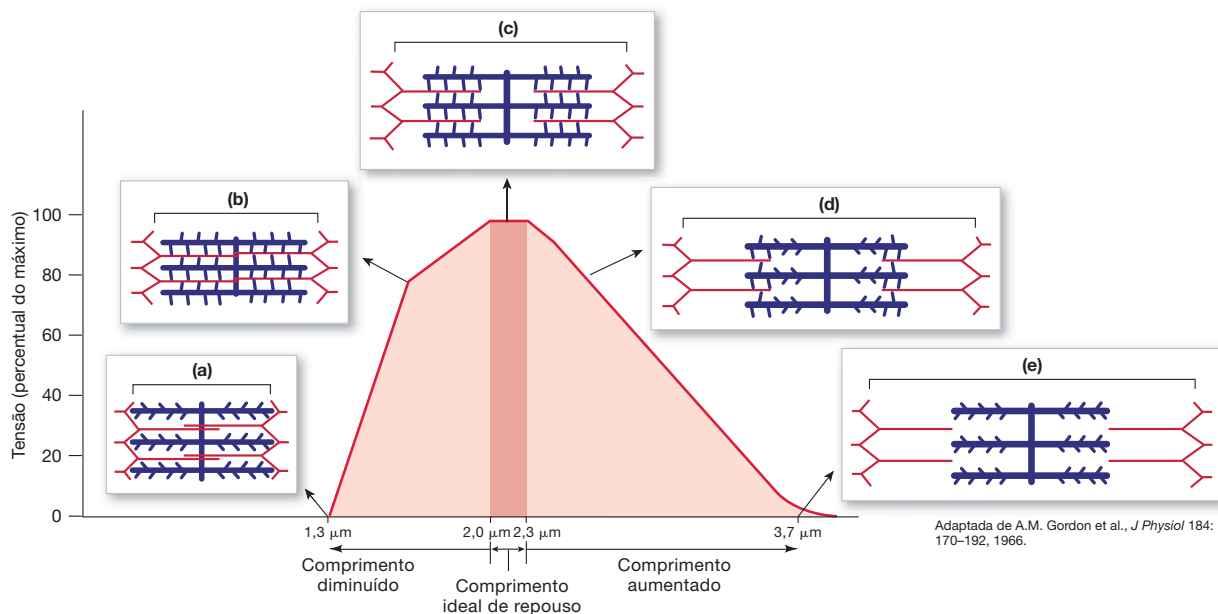 (c)
(b)
(d)
(a)
(e)
Tensão (percentual do máximo)
100
80
60
40
20
0
1,3 μm
2,0 μm
2,3 μm
3,7 μm
Comprimento
diminuído
Comprimento
ideal de repouso
Comprimento
aumentado
Adaptada de A.M. Gordon et al., J Physiol 184:
170–192, 1966.